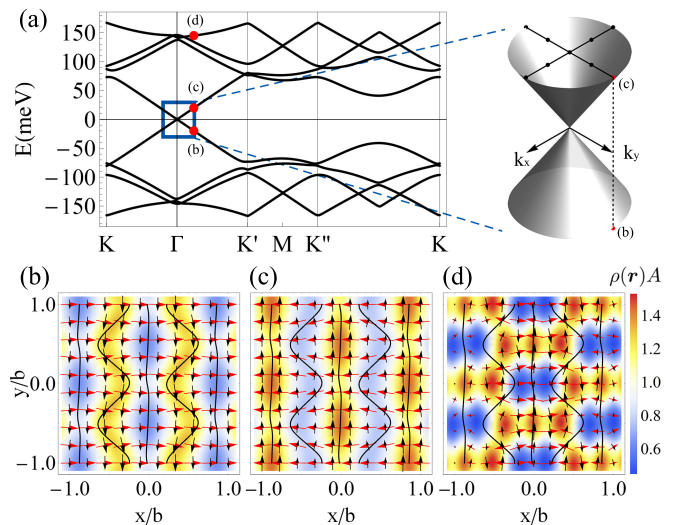 (a)
E(meV)
150
100
50
0
−50
−100
−150
K Γ K' M K'' K
(d)
(c)
(b)
(c)
kx ky
(b)
(b) (c) (d) ρ(r)A
y/b
1.0
0.0
−1.0
−1.0 0.0 1.0
x/b
−1.0 0.0 1.0
x/b
−1.0 0.0 1.0
x/b
1.4
1.2
1.0
0.8
0.6